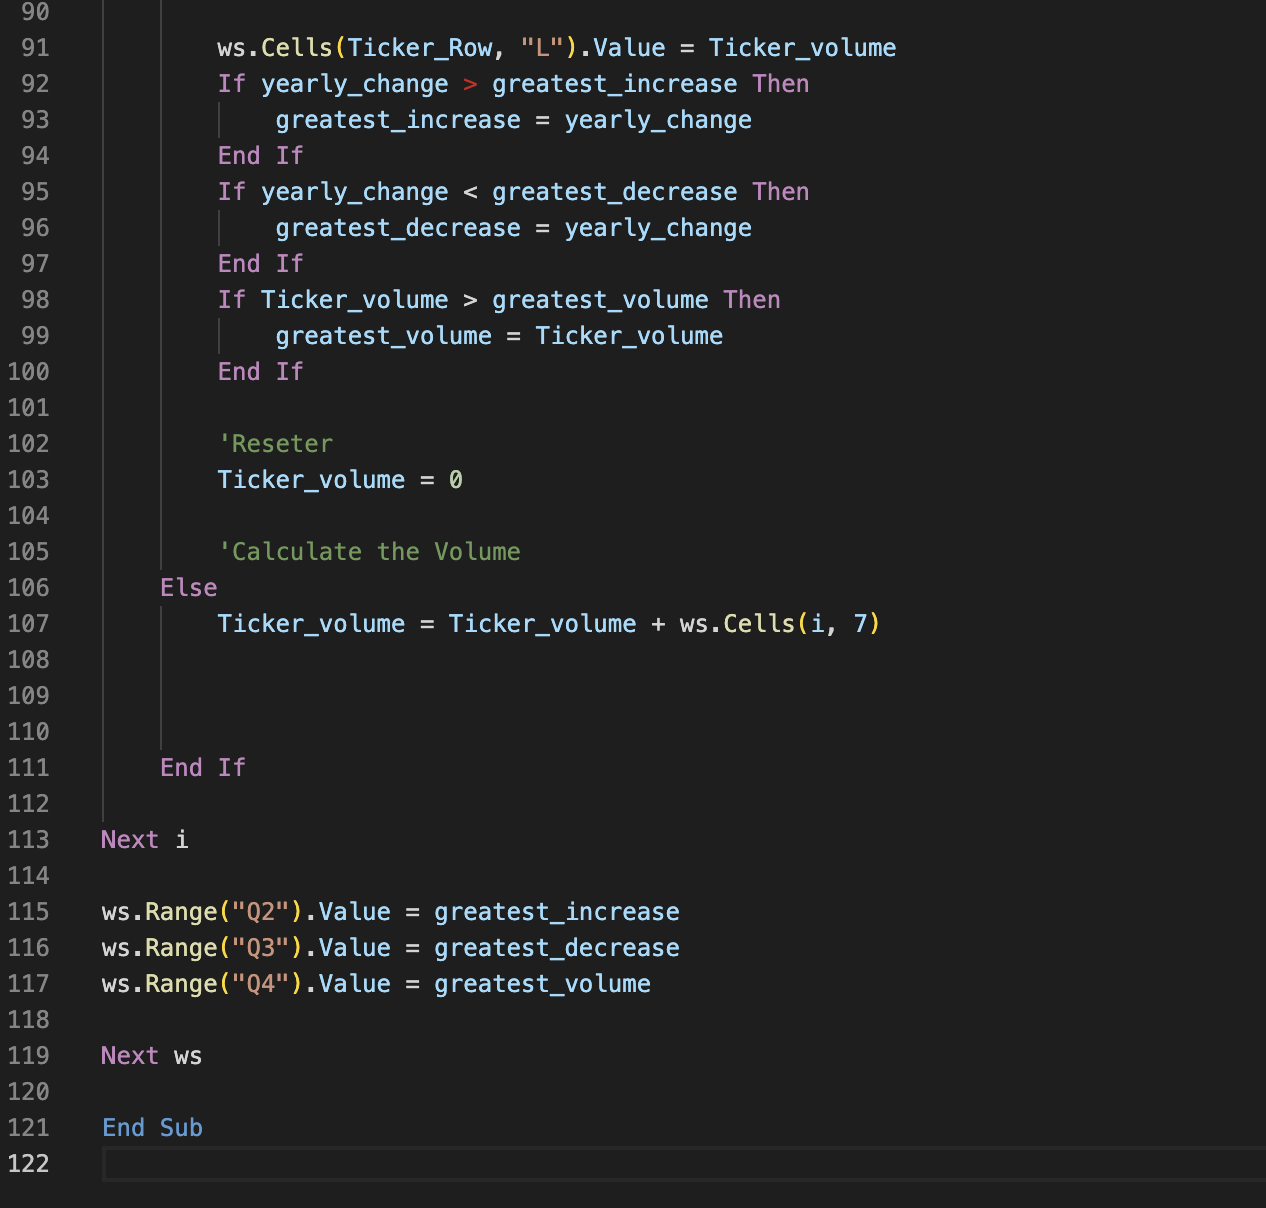 90
91 ws.Cells(Ticker_Row, "L").Value = Ticker_volume
92 If yearly_change > greatest_increase Then
93 greatest_increase = yearly_change
94 End If
95 If yearly_change < greatest_decrease Then
96 greatest_decrease = yearly_change
97 End If
98 If Ticker_volume > greatest_volume Then
99 greatest_volume = Ticker_volume
100 End If
101
102 'Reseter
103 Ticker_volume = 0
104
105 'Calculate the Volume
106 Else
107 Ticker_volume = Ticker_volume + ws.Cells(i, 7)
108
109
110
111 End If
112
113 Next i
114
115 ws.Range("Q2").Value = greatest_increase
116 ws.Range("Q3").Value = greatest_decrease
117 ws.Range("Q4").Value = greatest_volume
118
119 Next ws
120
121 End Sub
122